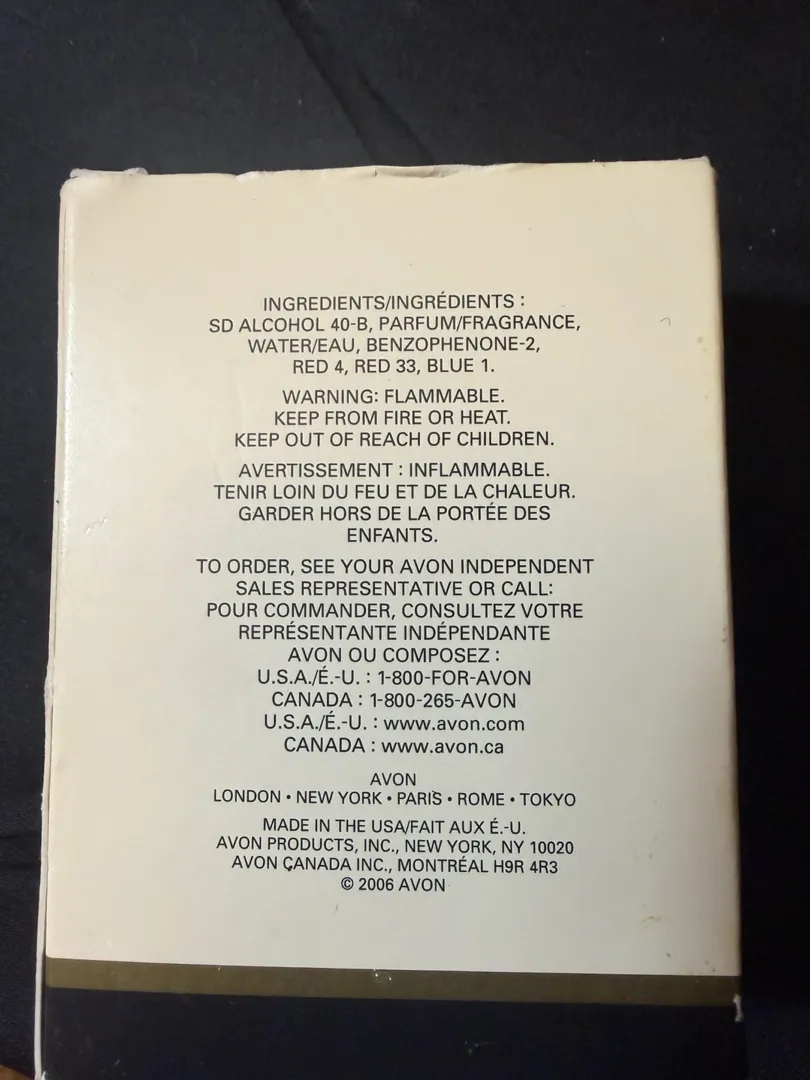 INGREDIENTS/INGRÉDIENTS :
SD ALCOHOL 40-B, PARFUM/FRAGRANCE,
WATER/EAU, BENZOPHENONE-2,
RED 4, RED 33, BLUE 1.
WARNING: FLAMMABLE.
KEEP FROM FIRE OR HEAT.
KEEP OUT OF REACH OF CHILDREN.
AVERTISSEMENT : INFLAMMABLE.
TENIR LOIN DU FEU ET DE LA CHALEUR.
GARDER HORS DE LA PORTÉE DES
ENFANTS.
TO ORDER, SEE YOUR AVON INDEPENDENT
SALES REPRESENTATIVE OR CALL:
POUR COMMANDER, CONSULTEZ VOTRE
REPRÉSENTANTE INDÉPENDANTE
AVON OU COMPOSEZ :
U.S.A./É.-U. : 1-800-FOR-AVON
CANADA : 1-800-265-AVON
U.S.A./É.-U. : www.avon.com
CANADA : www.avon.ca
AVON
LONDON • NEW YORK • PARIS • ROME • TOKYO
MADE IN THE USA/FAIT AUX É.-U.
AVON PRODUCTS, INC., NEW YORK, NY 10020
AVON CANADA INC., MONTRÉAL H9R 4R3
© 2006 AVON